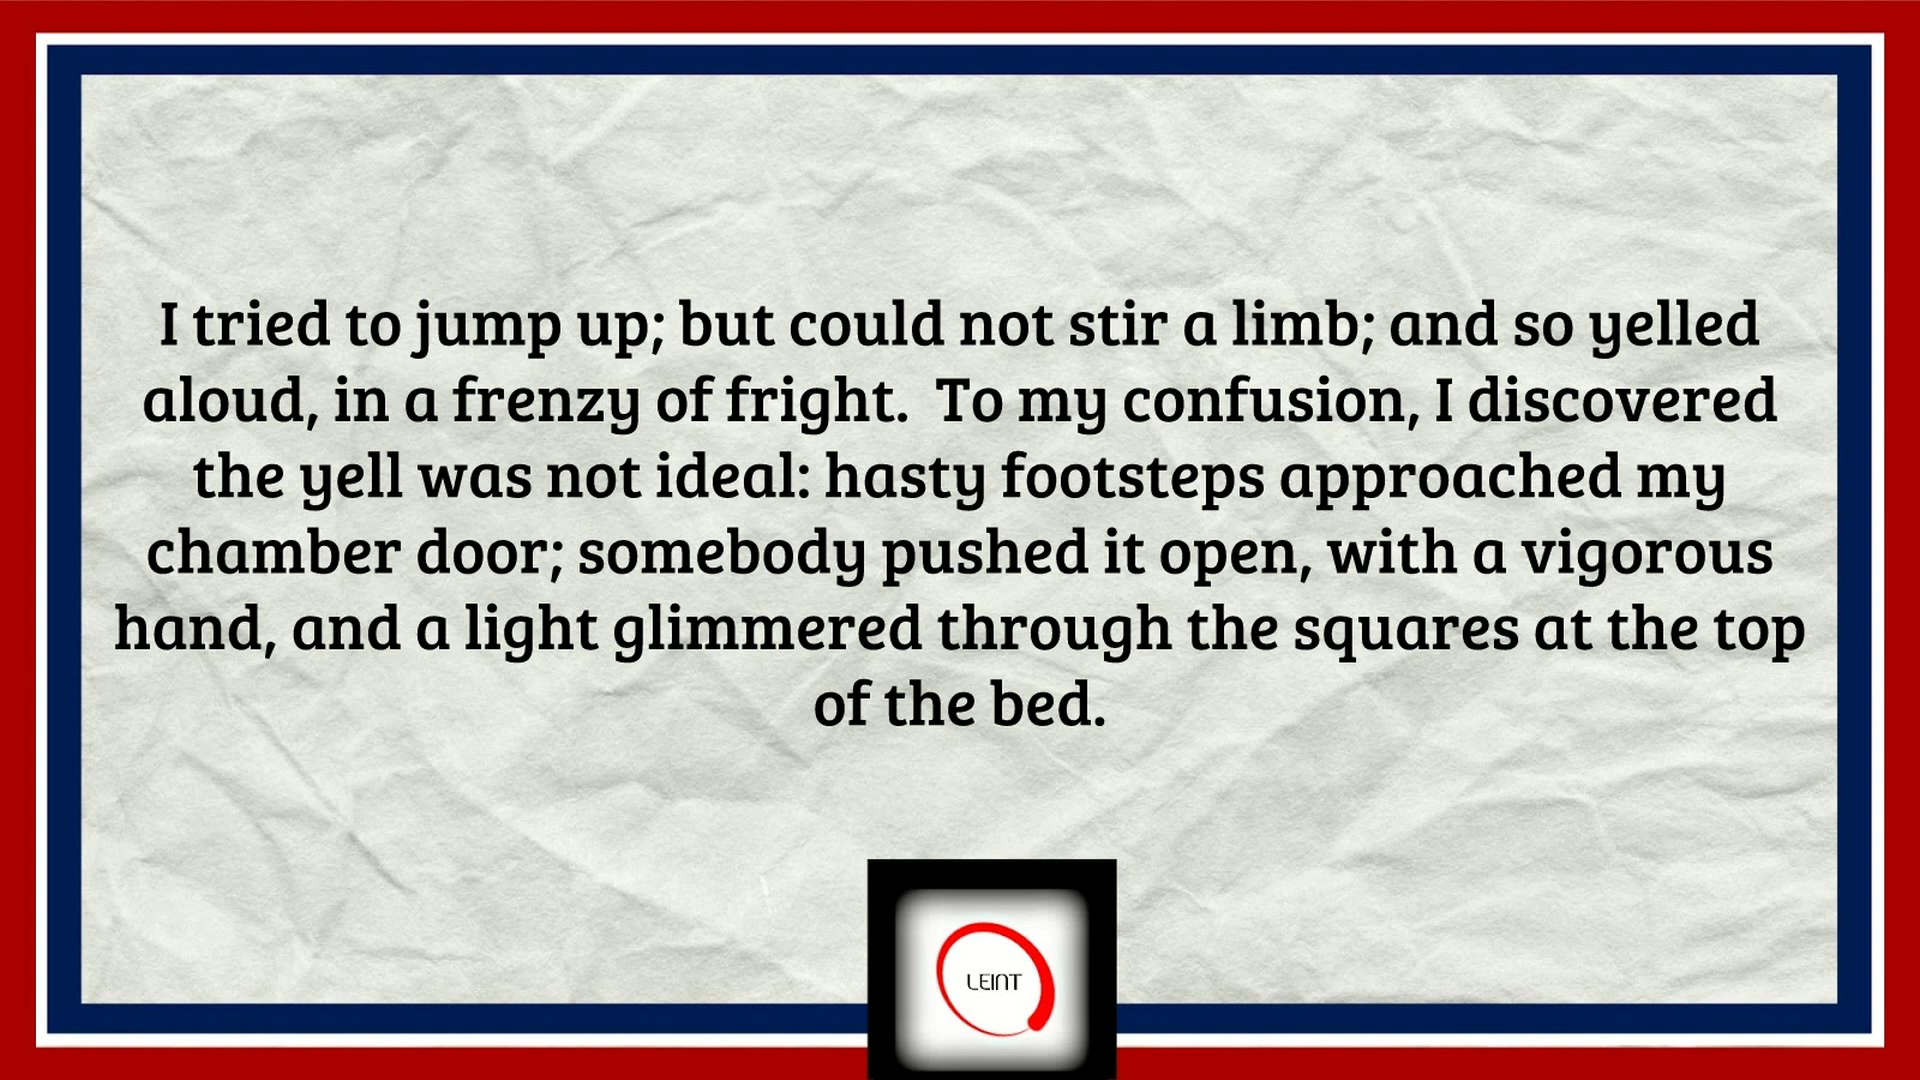 I tried to jump up; but could not stir a limb; and so yelled
aloud, in a frenzy of fright.  To my confusion, I discovered
the yell was not ideal: hasty footsteps approached my
chamber door; somebody pushed it open, with a vigorous
hand, and a light glimmered through the squares at the top
of the bed.
LEINT